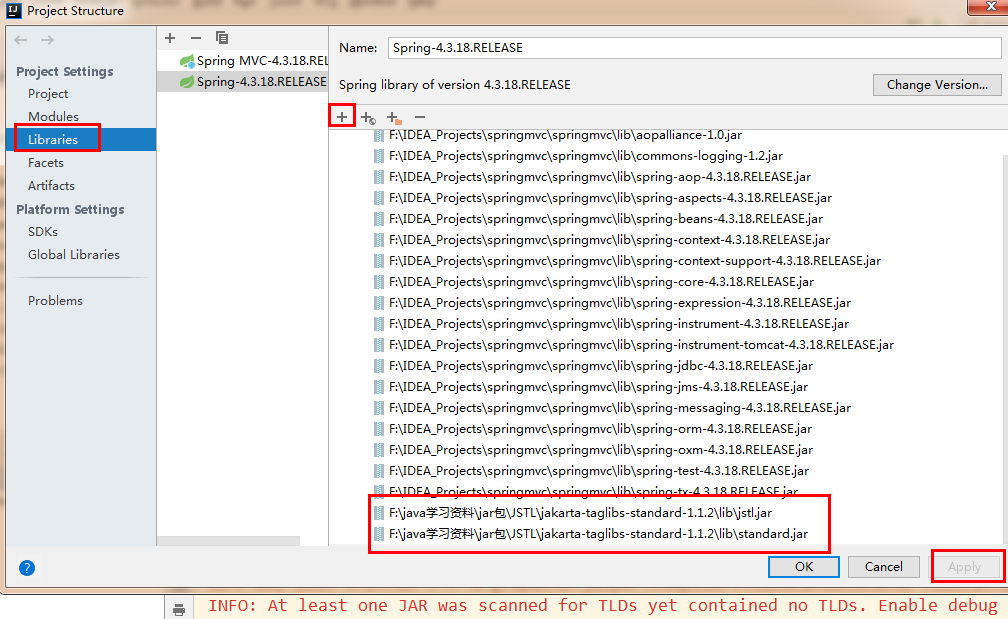 Project Structure
Project Settings
Project
Modules
Libraries
Facets
Artifacts
Platform Settings
SDKs
Global Libraries
Problems
Spring MVC-4.3.18.REL
Spring-4.3.18.RELEASE
Name: Spring-4.3.18.RELEASE
Spring library of version 4.3.18.RELEASE
Change Version...
F:\IDEA_Projects\springmvc\springmvc\lib\aopalliance-1.0.jar
F:\IDEA_Projects\springmvc\springmvc\lib\commons-logging-1.2.jar
F:\IDEA_Projects\springmvc\springmvc\lib\spring-aop-4.3.18.RELEASE.jar
F:\IDEA_Projects\springmvc\springmvc\lib\spring-aspects-4.3.18.RELEASE.jar
F:\IDEA_Projects\springmvc\springmvc\lib\spring-beans-4.3.18.RELEASE.jar
F:\IDEA_Projects\springmvc\springmvc\lib\spring-context-4.3.18.RELEASE.jar
F:\IDEA_Projects\springmvc\springmvc\lib\spring-context-support-4.3.18.RELEASE.jar
F:\IDEA_Projects\springmvc\springmvc\lib\spring-core-4.3.18.RELEASE.jar
F:\IDEA_Projects\springmvc\springmvc\lib\spring-expression-4.3.18.RELEASE.jar
F:\IDEA_Projects\springmvc\springmvc\lib\spring-instrument-4.3.18.RELEASE.jar
F:\IDEA_Projects\springmvc\springmvc\lib\spring-instrument-tomcat-4.3.18.RELEASE.jar
F:\IDEA_Projects\springmvc\springmvc\lib\spring-jdbc-4.3.18.RELEASE.jar
F:\IDEA_Projects\springmvc\springmvc\lib\spring-jms-4.3.18.RELEASE.jar
F:\IDEA_Projects\springmvc\springmvc\lib\spring-messaging-4.3.18.RELEASE.jar
F:\IDEA_Projects\springmvc\springmvc\lib\spring-orm-4.3.18.RELEASE.jar
F:\IDEA_Projects\springmvc\springmvc\lib\spring-oxm-4.3.18.RELEASE.jar
F:\IDEA_Projects\springmvc\springmvc\lib\spring-test-4.3.18.RELEASE.jar
F:\IDEA_Projects\springmvc\springmvc\lib\spring-tx-4.3.18.RELEASE.jar
F:\java学习资料\jar包\JSTL\jakarta-taglibs-standard-1.1.2\lib\jstl.jar
F:\java学习资料\jar包\JSTL\jakarta-taglibs-standard-1.1.2\lib\standard.jar
OK
Cancel
Apply
INFO: At least one JAR was scanned for TLDs yet contained no TLDs. Enable debug